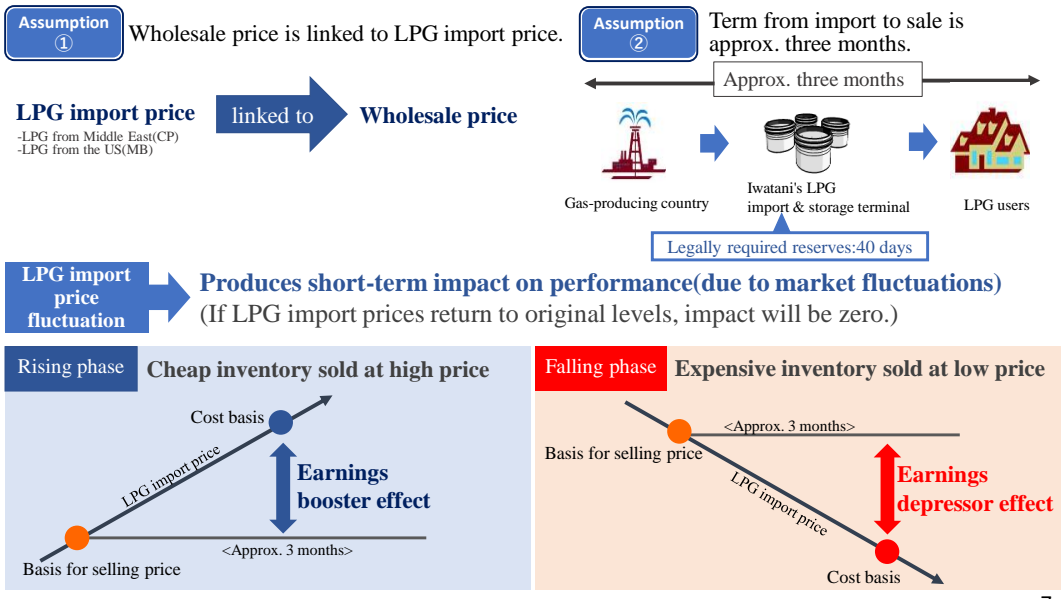 Assumption
①
Wholesale price is linked to LPG import price.
Assumption
②
Term from import to sale is
approx. three months.
Approx. three months
LPG import price
-LPG from Middle East(CP)
-LPG from the US(MB)
linked to
Wholesale price
Gas-producing country
Iwatani's LPG
import & storage terminal
LPG users
Legally required reserves:40 days
LPG import
price
fluctuation
Produces short-term impact on performance(due to market fluctuations)
(If LPG import prices return to original levels, impact will be zero.)
Rising phase
Cheap inventory sold at high price
Cost basis
LPG import price
Earnings
booster effect
<Approx. 3 months>
Basis for selling price
Falling phase
Expensive inventory sold at low price
<Approx. 3 months>
Basis for selling price
LPG import price
Earnings
depressor effect
Cost basis